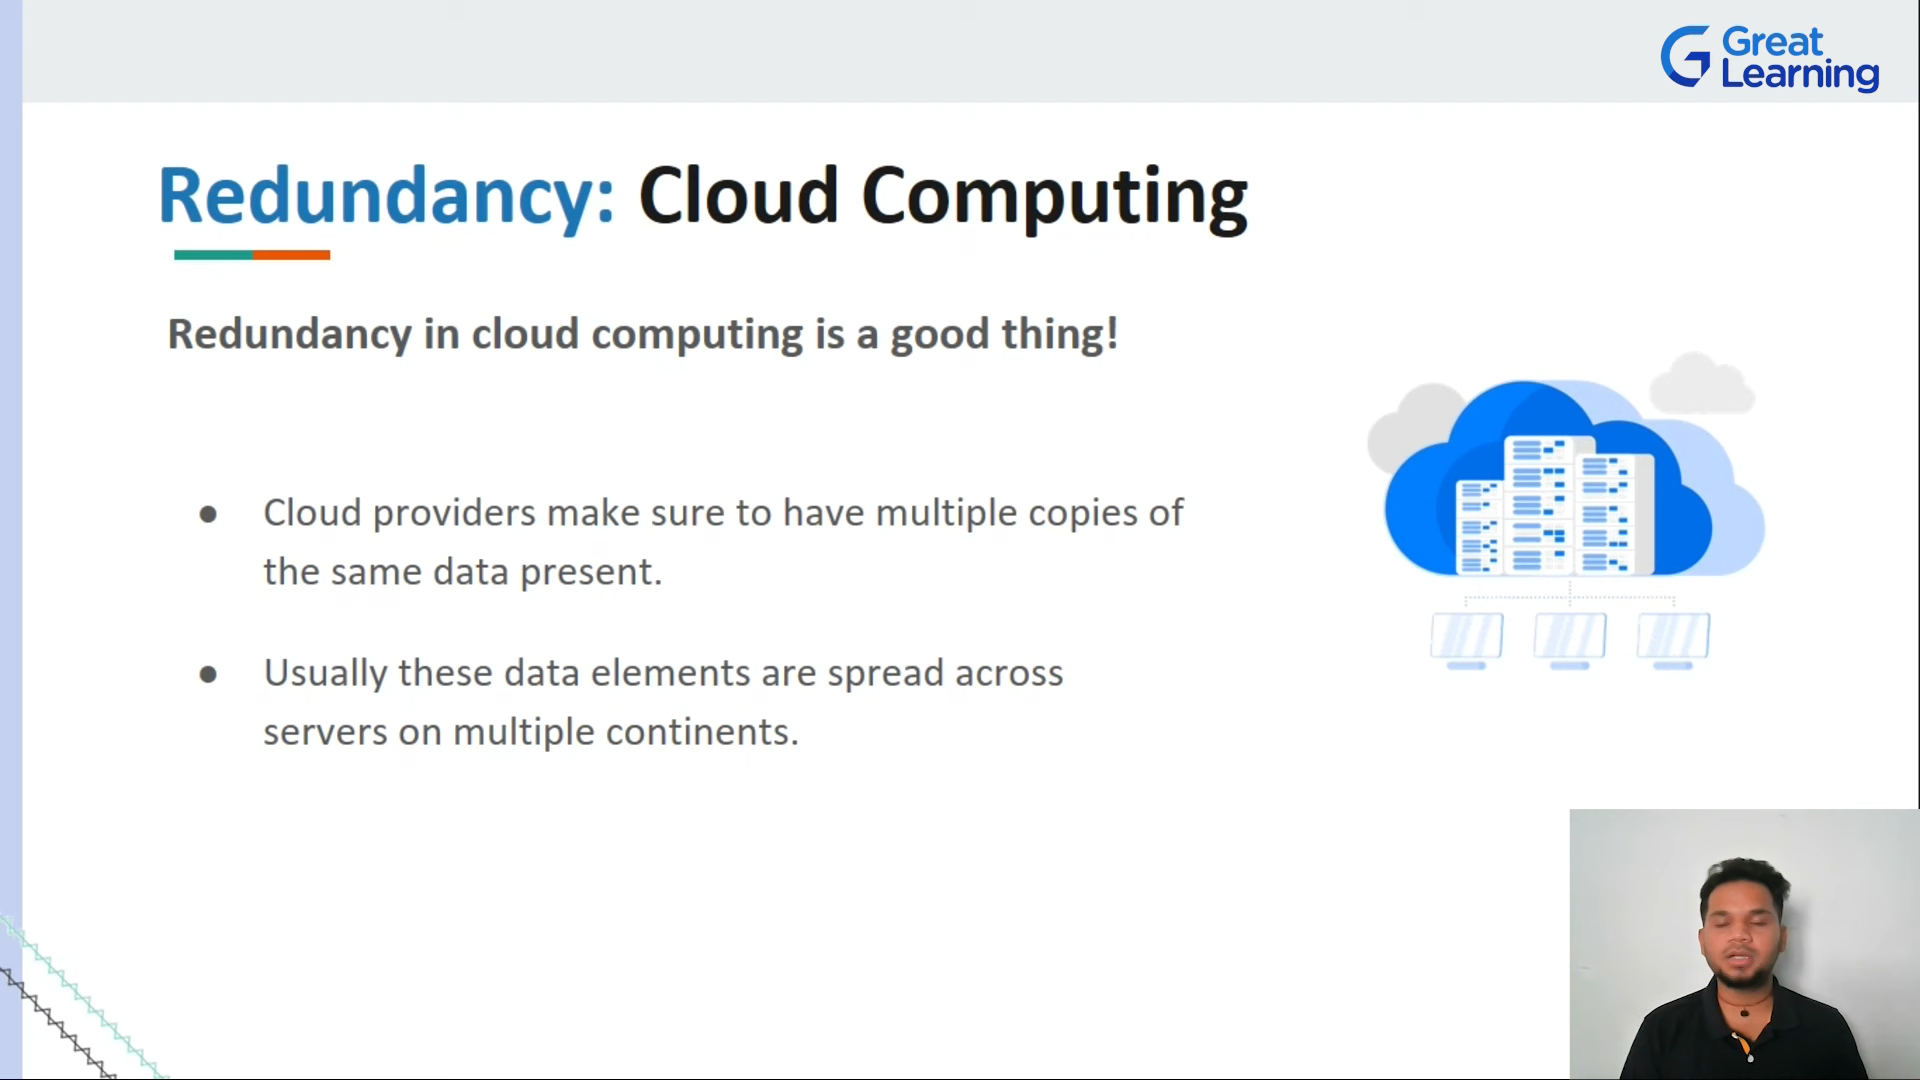 Great
Learning
Redundancy: Cloud Computing
Redundancy in cloud computing is a good thing!
● Cloud providers make sure to have multiple copies of
the same data present.
● Usually these data elements are spread across
servers on multiple continents.